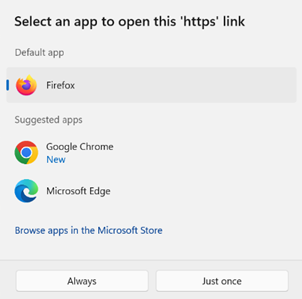 Select an app to open this 'https' link
Default app
Firefox
Suggested apps
Google Chrome
New
Microsoft Edge
Browse apps in the Microsoft Store
Always
Just once